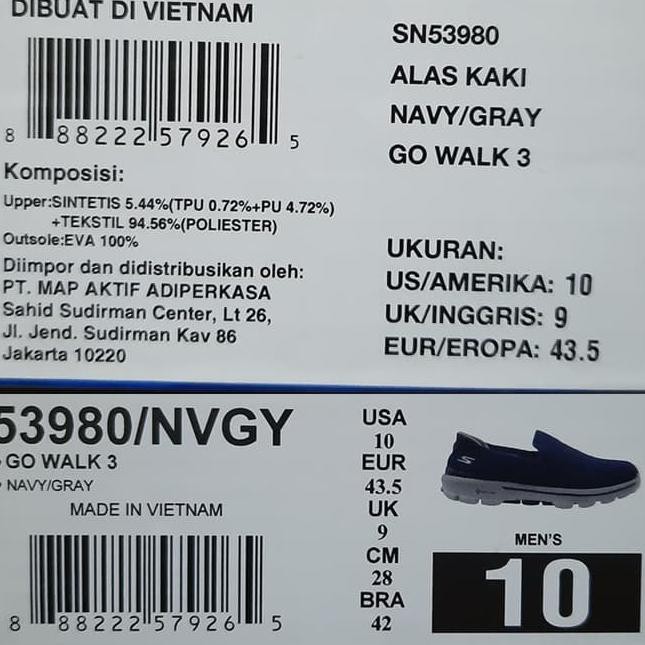 DIBUAT DI VIETNAM
8 88222 57926 5
Komposisi:
Upper:SINTETIS 5.44%(TPU 0.72%+PU 4.72%)
+TEKSTIL 94.56%(POLIESTER)
Outsole:EVA 100%
Diimpor dan didistribusikan oleh:
PT. MAP AKTIF ADIPERKASA
Sahid Sudirman Center, Lt 26,
Jl. Jend. Sudirman Kav 86
Jakarta 10220
SN53980
ALAS KAKI
NAVY/GRAY
GO WALK 3
UKURAN:
US/AMERIKA: 10
UK/INGGRIS: 9
EUR/EROPA: 43.5
53980/NVGY
GO WALK 3
NAVY/GRAY
MADE IN VIETNAM
8 88222 57926 5
USA
10
EUR
43.5
UK
9
CM
28
BRA
42
MEN'S
10